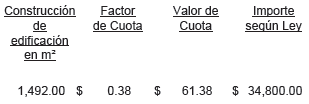 Construcción Factor Valor de Importe
de de Cuota Cuota según Ley
edificación
en m²
1,492.00 $ 0.38 $ 61.38 $ 34,800.00